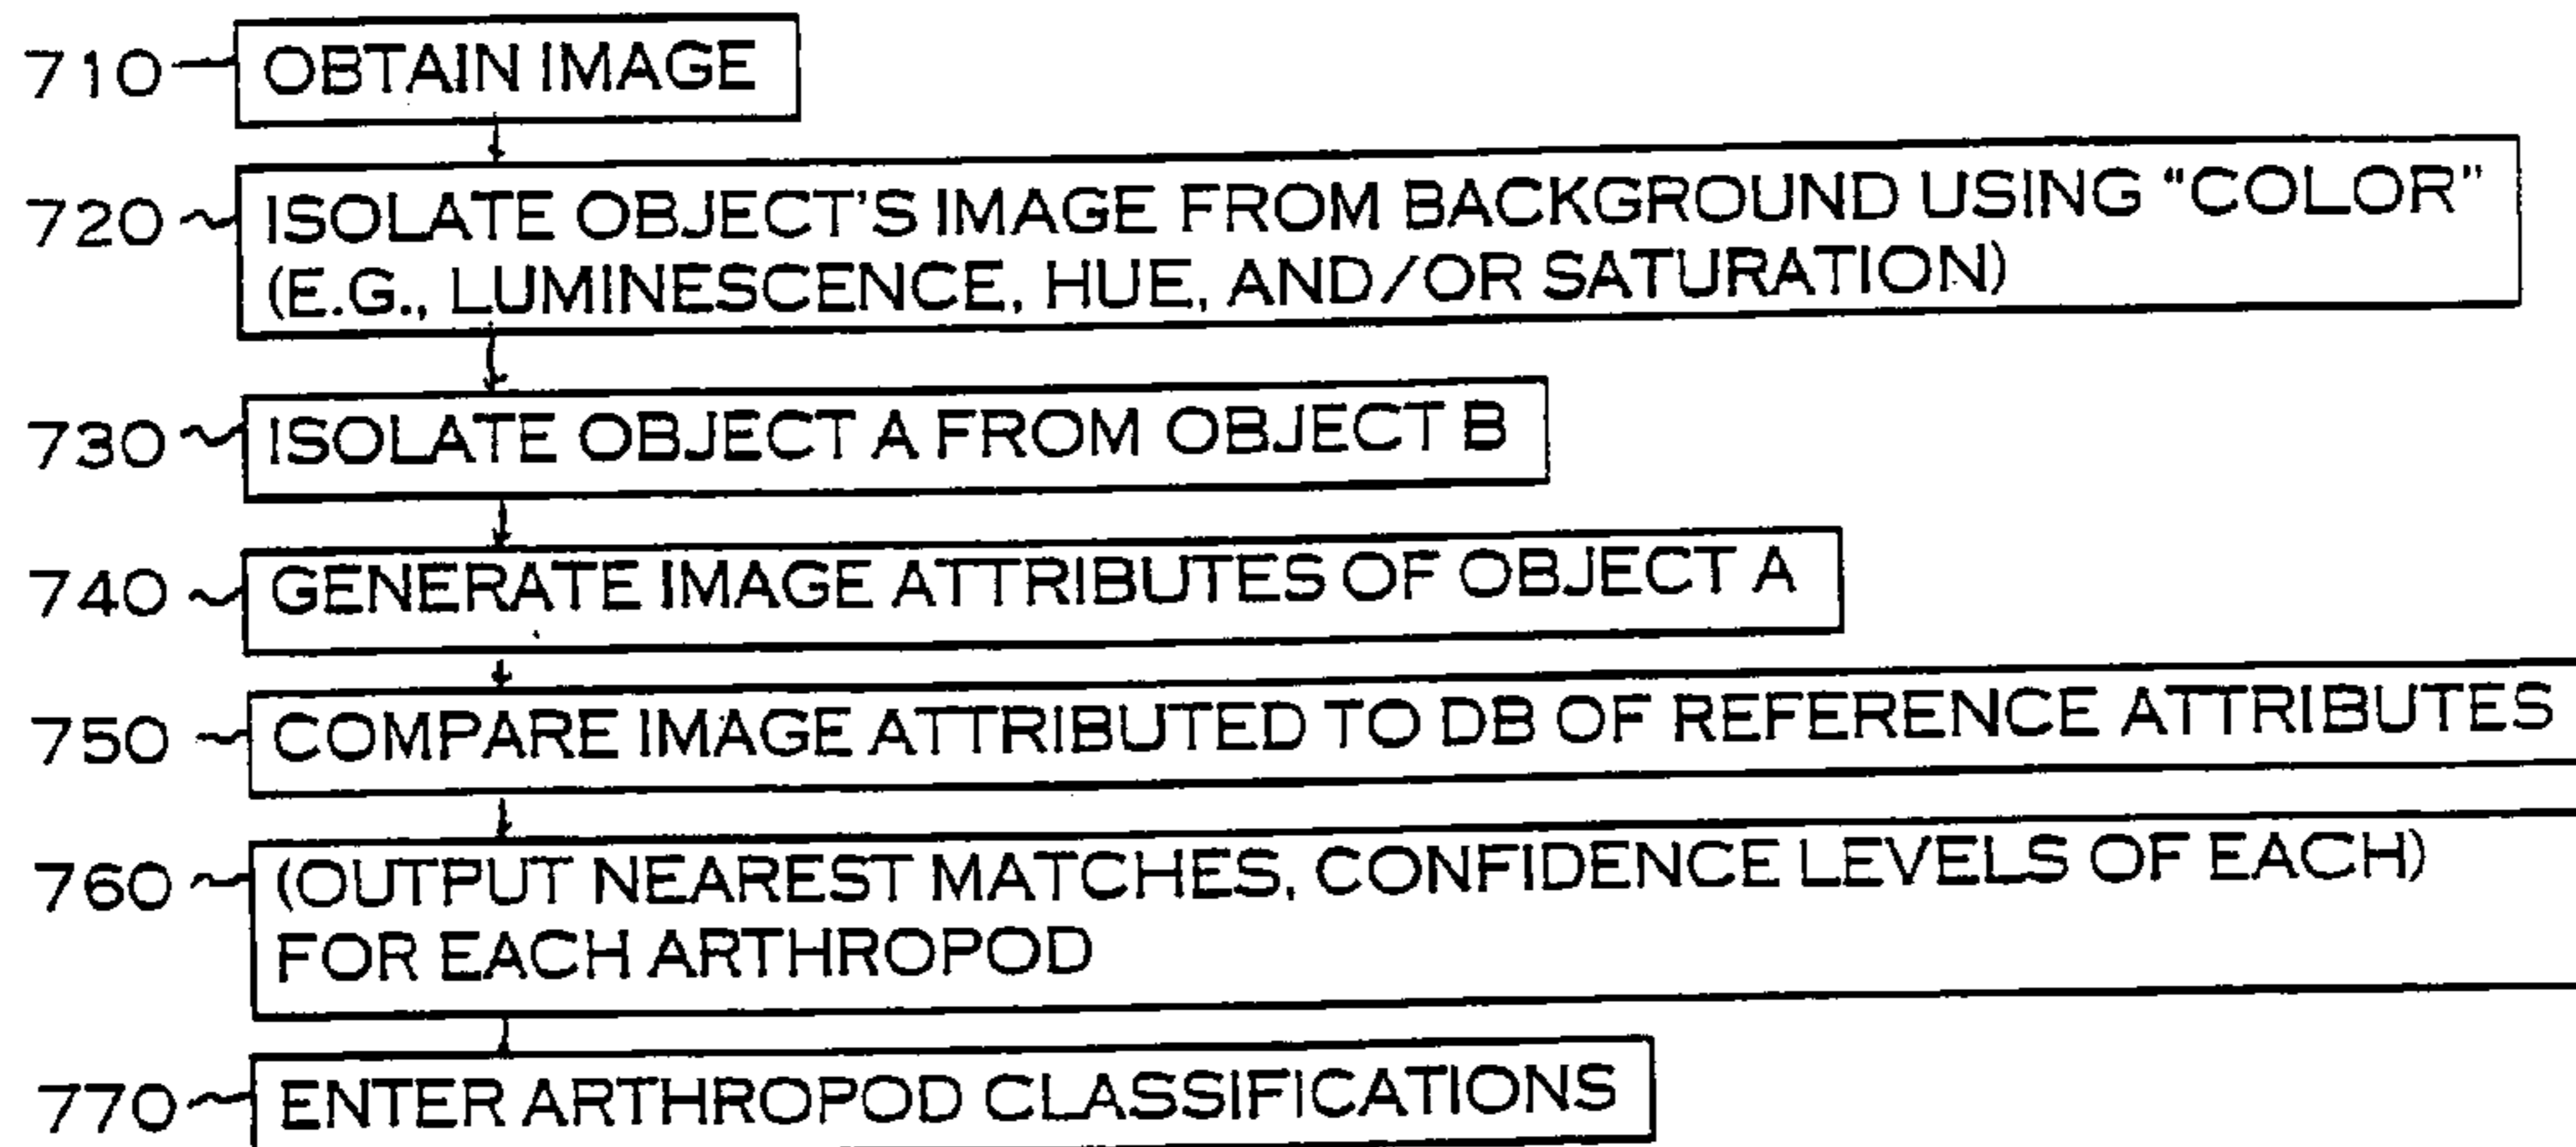 710 OBTAIN IMAGE
720 ISOLATE OBJECT'S IMAGE FROM BACKGROUND USING “COLOR”
(E.G., LUMINESCENCE, HUE, AND/OR SATURATION)
730 ISOLATE OBJECT A FROM OBJECT B
740 GENERATE IMAGE ATTRIBUTES OF OBJECT A
750 COMPARE IMAGE ATTRIBUTED TO DB OF REFERENCE ATTRIBUTES
760 (OUTPUT NEAREST MATCHES, CONFIDENCE LEVELS OF EACH)
FOR EACH ARTHROPOD
770 ENTER ARTHROPOD CLASSIFICATIONS